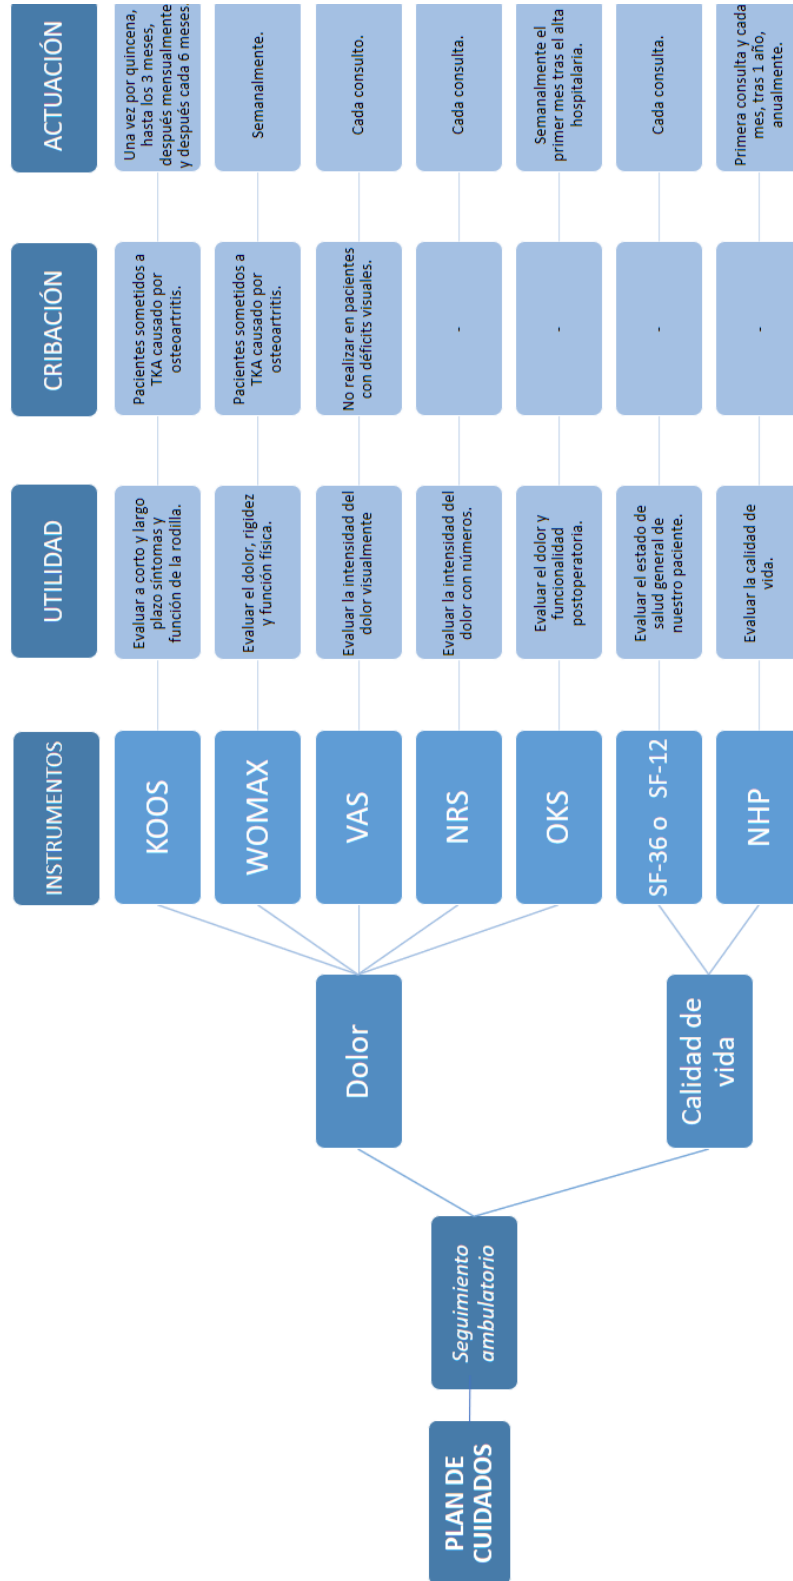 PLAN DE
CUIDADOS
Seguimiento
ambulatorio
Dolor
Calidad de
vida
INSTRUMENTOS
UTILIDAD
CRIBACIÓN
ACTUACIÓN
KOOS
Evaluar a corto y largo
plazo síntomas y
función de la rodilla.
Pacientes sometidos a
TKA causado por
osteoartritis.
Una vez por quincena,
hasta los 3 meses,
después mensualmente
y después cada 6 meses.
WOMAX
Evaluar el dolor, rigidez
y función física.
Pacientes sometidos a
TKA causado por
osteoartritis.
Semanalmente.
VAS
Evaluar la intensidad del
dolor visualmente
No realizar en pacientes
con déficits visuales.
Cada consulto.
NRS
Evaluar la intensidad del
dolor con números.
-
Cada consulta.
OKS
Evaluar el dolor y
funcionalidad
postoperatoria.
-
Semanalmente el
primer mes tras el alta
hospitalaria.
SF-36 o SF-12
Evaluar el estado de
salud general de
nuestro paciente.
-
Cada consulta.
NHP
Evaluar la calidad de
vida.
-
Primera consulta y cada
mes, tras 1 año,
anualmente.